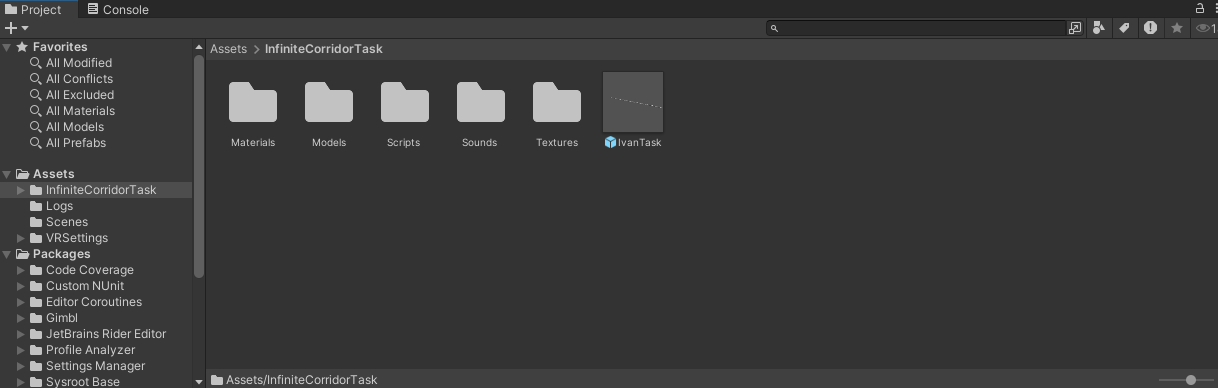 Project
Console
1
Favorites
All Modified
All Conflicts
All Excluded
All Materials
All Models
All Prefabs
Assets
InfiniteCorridorTask
Logs
Scenes
VRSettings
Packages
Code Coverage
Custom NUnit
Editor Coroutines
Gimbl
JetBrains Rider Editor
Profile Analyzer
Settings Manager
Sysroot Base
Assets > InfiniteCorridorTask
Materials
Models
Scripts
Sounds
Textures
IvanTask
Assets/InfiniteCorridorTask